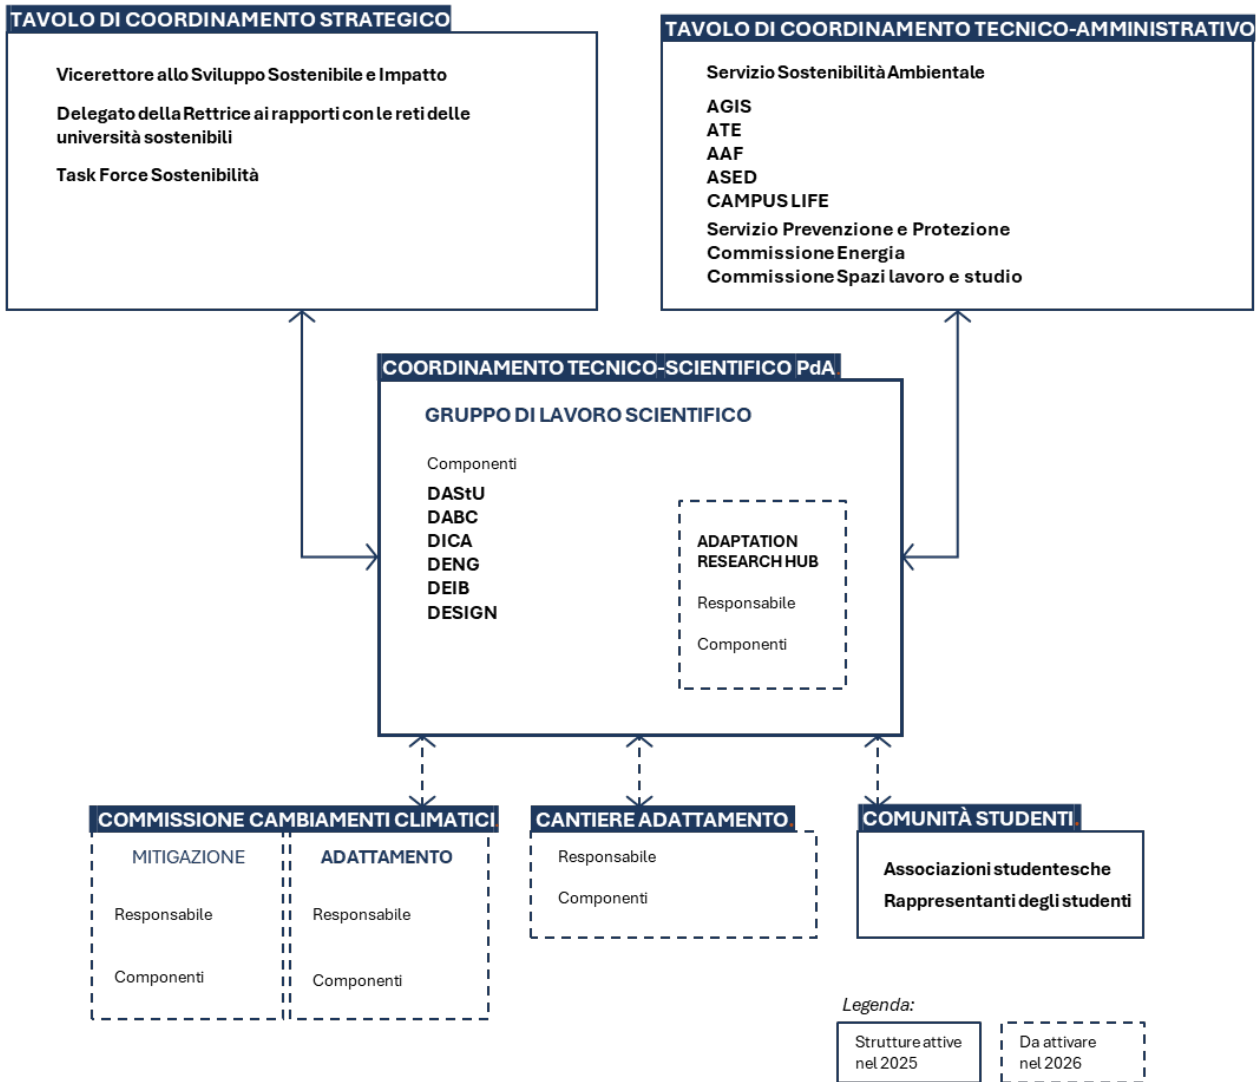 TAVOLO DI COORDINAMENTO STRATEGICO
Vicerettore allo Sviluppo Sostenibile e Impatto
Delegato della Rettrice ai rapporti con le reti delle
università sostenibili
Task Force Sostenibilità
TAVOLO DI COORDINAMENTO TECNICO-AMMINISTRATIVO
Servizio Sostenibilità Ambientale
AGIS
ATE
AAF
ASED
CAMPUS LIFE
Servizio Prevenzione e Protezione
Commissione Energia
Commissione Spazi lavoro e studio
COORDINAMENTO TECNICO-SCIENTIFICO PdA.
GRUPPO DI LAVORO SCIENTIFICO
Componenti
DAStU
DABC
DICA
DENG
DEIB
DESIGN
ADAPTATION
RESEARCH HUB
Responsabile
Componenti
COMMISSIONE CAMBIAMENTI CLIMATICI.
MITIGAZIONE
Responsabile
Componenti
ADATTAMENTO
Responsabile
Componenti
CANTIERE ADATTAMENTO.
Responsabile
Componenti
COMUNITÀ STUDENTI.
Associazioni studentesche
Rappresentanti degli studenti
Legenda:
Strutture attive
nel 2025
Da attivare
nel 2026